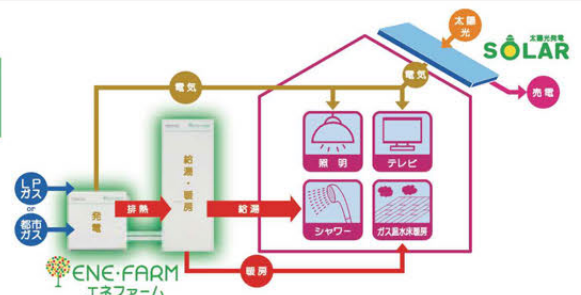 太陽光
太陽光発電
SOLAR
電気
電気
売電
照明
テレビ
給湯・暖房
LP
ガス
or
都市
ガス
発電
排熱
給湯
シャワー
ガス温水床暖房
暖房
ENE・FARM
エネファーム